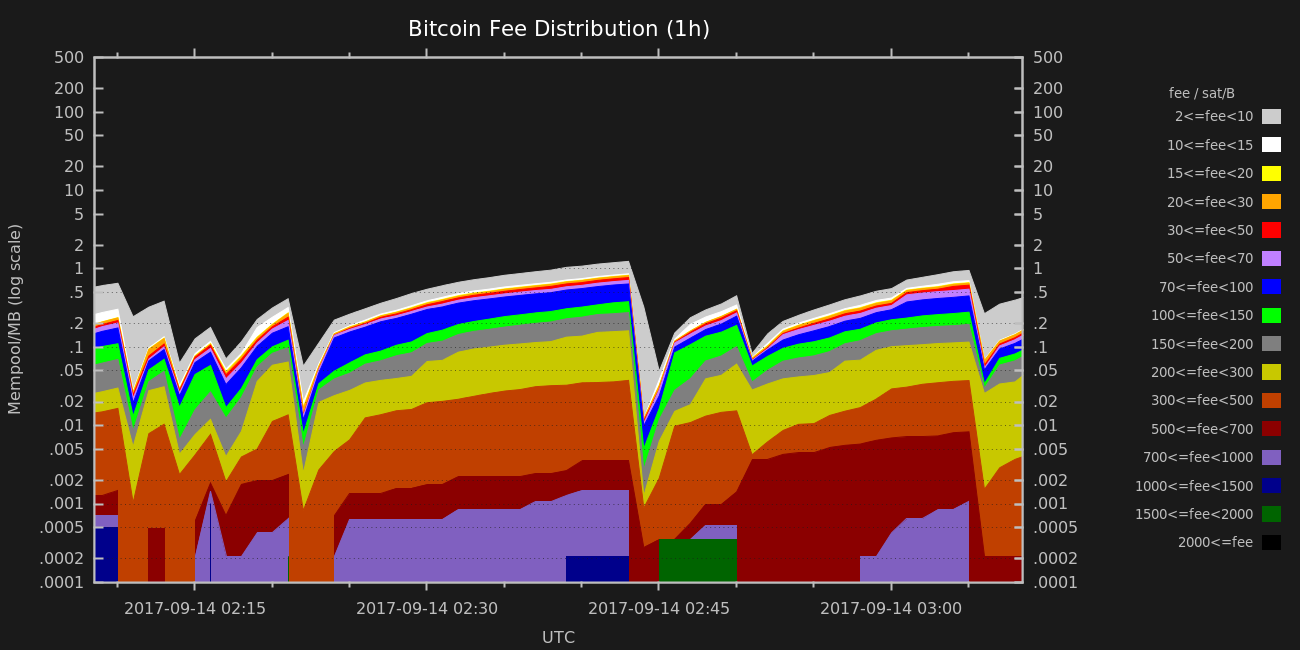 Bitcoin Fee Distribution (1h)
500
200
100
50
20
10
5
2
1
.5
.2
.1
.05
.02
.01
.005
.002
.001
.0005
.0002
.0001
Mempool/MB (log scale)
500
200
100
50
20
10
5
2
1
.5
.2
.1
.05
.02
.01
.005
.002
.001
.0005
.0002
.0001
2017-09-14 02:15
2017-09-14 02:30
2017-09-14 02:45
2017-09-14 03:00
UTC
fee / sat/B
2<=fee<10
10<=fee<15
15<=fee<20
20<=fee<30
30<=fee<50
50<=fee<70
70<=fee<100
100<=fee<150
150<=fee<200
200<=fee<300
300<=fee<500
500<=fee<700
700<=fee<1000
1000<=fee<1500
1500<=fee<2000
2000<=fee